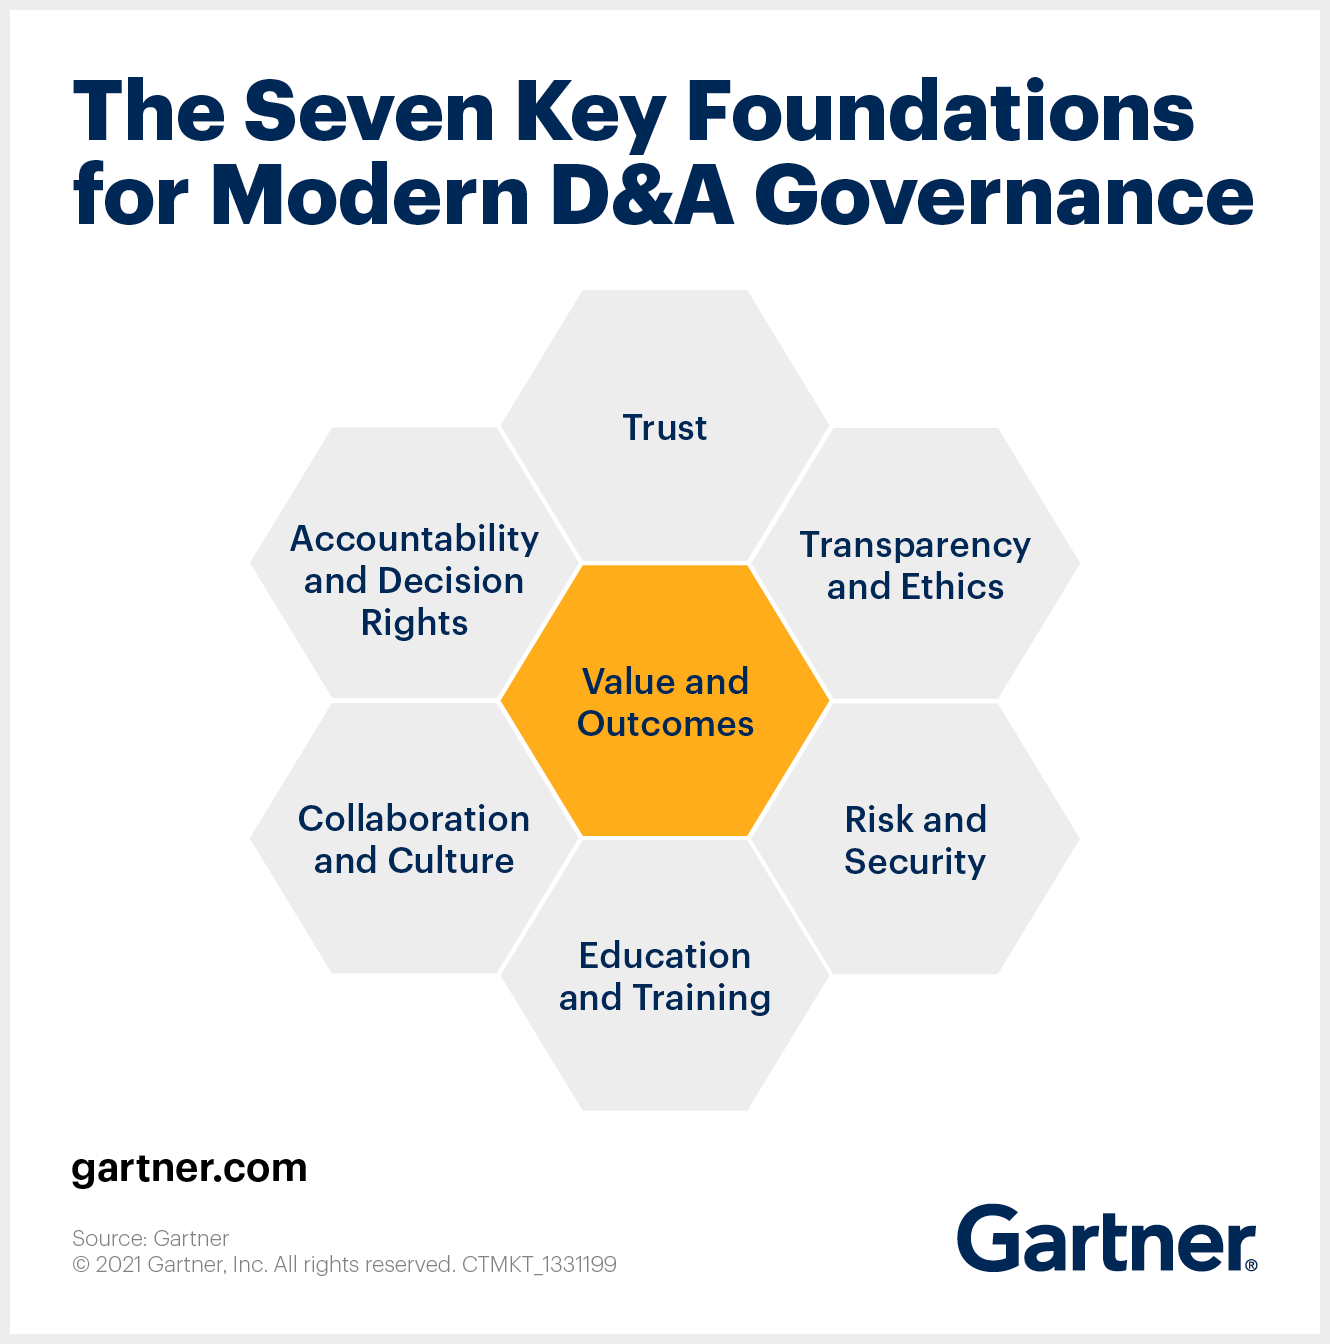 The Seven Key Foundations
for Modern D&A Governance
Trust
Accountability
and Decision
Rights
Transparency
and Ethics
Value and
Outcomes
Collaboration
and Culture
Risk and
Security
Education
and Training
gartner.com
Source: Gartner
© 2021 Gartner, Inc. All rights reserved. CTMKT_1331199
Gartner®